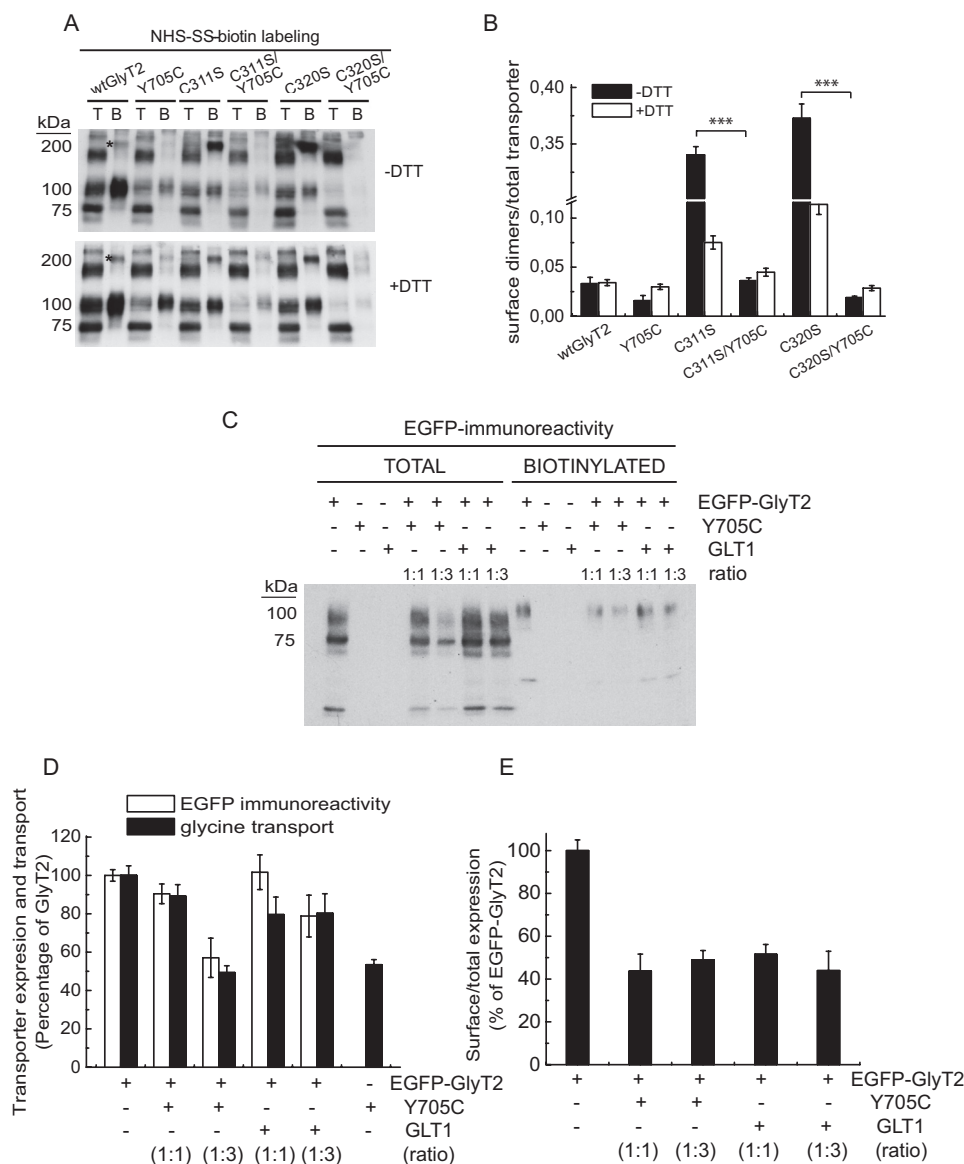 A
NHS-SS-biotin labeling
wtGlyT2 Y705C C311S C311S/Y705C C320S C320S/Y705C
T B T B T B T B T B T B
kDa
200 *
100
75
-DTT
200 *
100
75
+DTT
B
surface dimers/total transporter
-DTT
+DTT
*** ***
0,40
0,35
0,10
0,05
0,00
wtGlyT2 Y705C C311S C311S/Y705C C320S C320S/Y705C
C
EGFP-immunoreactivity
TOTAL BIOTINYLATED
+ - - + + + + + - - + + + + EGFP-GlyT2
- + - + + - - - + - + + - - Y705C
- - + - - + + - - + - - + + GLT1
1:1 1:3 1:1 1:3 1:1 1:3 1:1 1:3 ratio
kDa
100
75
D
EGFP immunoreactivity
glycine transport
Transporter expresion and transport
(Percentage of GlyT2)
120
100
80
60
40
20
0
+ + + + + - EGFP-GlyT2
- + + - - + Y705C
- - - + + - GLT1
(1:1) (1:3) (1:1) (1:3) (ratio)
E
Surface/total expression
(% of EGFP-GlyT2)
100
80
60
40
20
0
+ + + + + EGFP-GlyT2
- + + - - Y705C
- - - + + GLT1
(1:1) (1:3) (1:1) (1:3) (ratio)